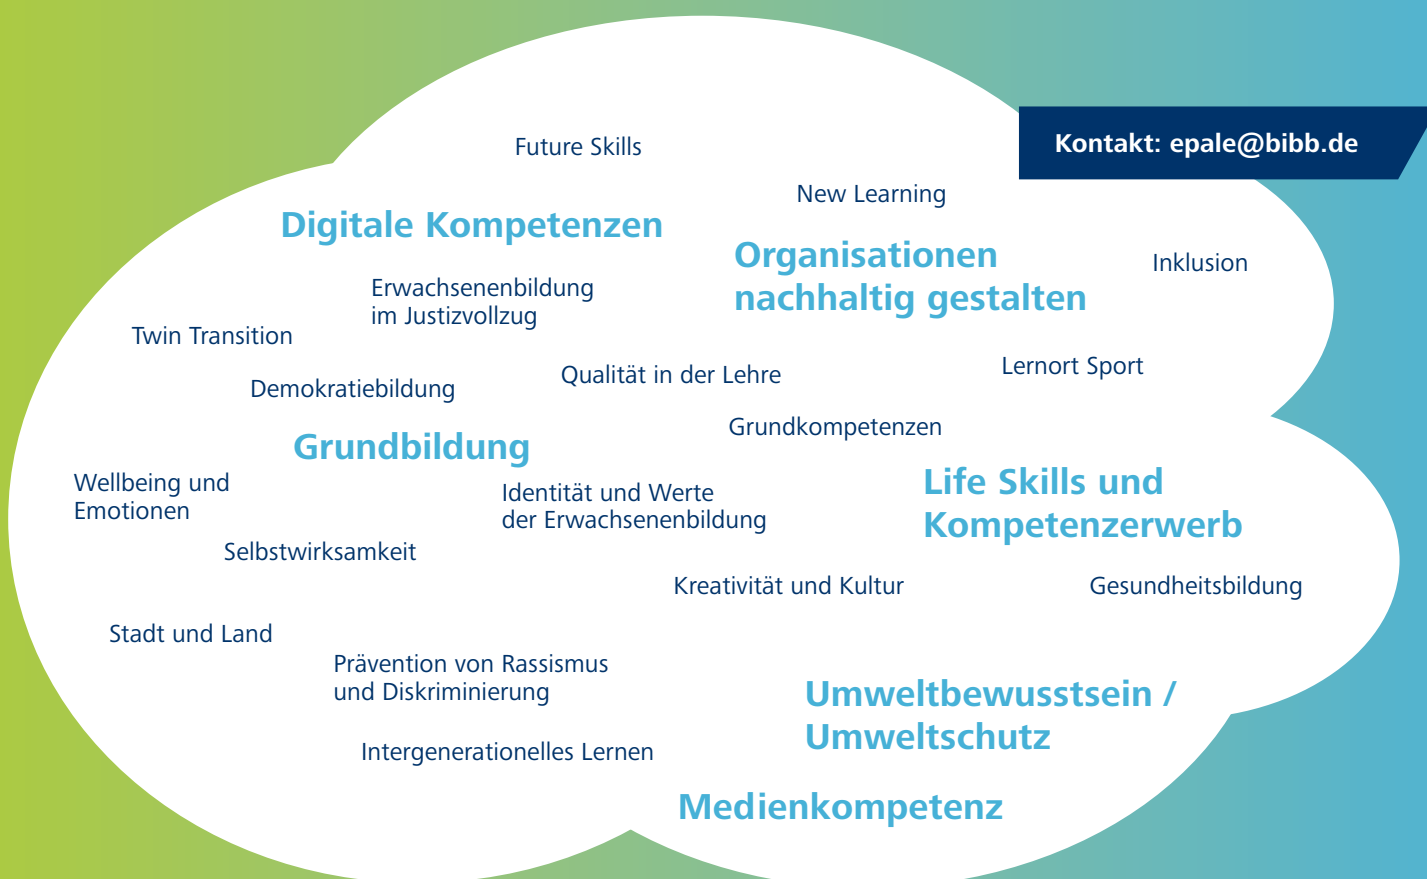 Future Skills
Kontakt: epale@bibb.de
New Learning
Digitale Kompetenzen
Organisationen
nachhaltig gestalten
Inklusion
Erwachsenenbildung
im Justizvollzug
Twin Transition
Lernort Sport
Qualität in der Lehre
Demokratiebildung
Grundkompetenzen
Grundbildung
Life Skills und
Kompetenzerwerb
Wellbeing und
Emotionen
Identität und Werte
der Erwachsenenbildung
Selbstwirksamkeit
Kreativität und Kultur
Gesundheitsbildung
Stadt und Land
Prävention von Rassismus
und Diskriminierung
Umweltbewusstsein /
Umweltschutz
Intergenerationelles Lernen
Medienkompetenz